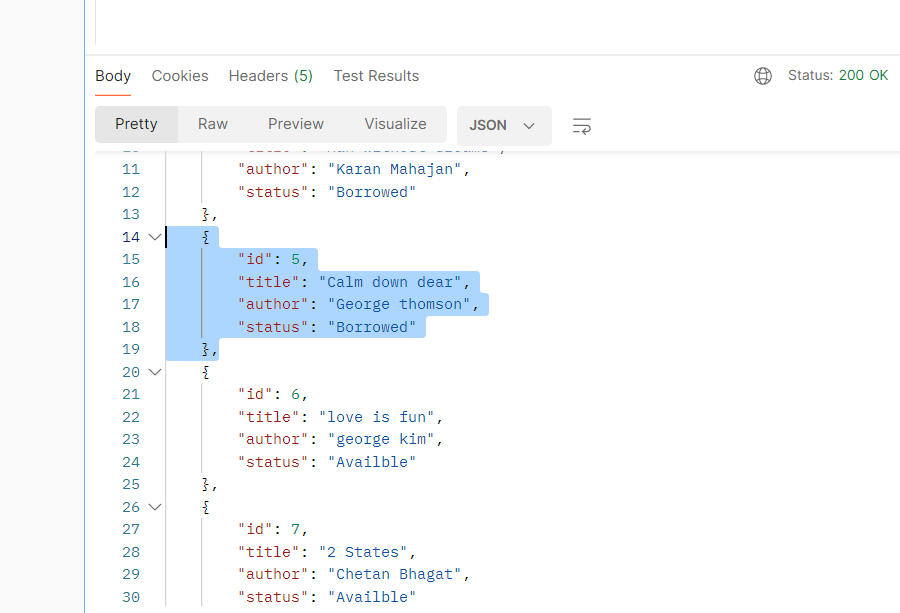 Body Cookies Headers (5) Test Results Status: 200 OK
Pretty Raw Preview Visualize JSON
11 "author": "Karan Mahajan",
12 "status": "Borrowed"
13 },
14 {
15 "id": 5,
16 "title": "Calm down dear",
17 "author": "George thomson",
18 "status": "Borrowed"
19 },
20 {
21 "id": 6,
22 "title": "love is fun",
23 "author": "george kim",
24 "status": "Availble"
25 },
26 {
27 "id": 7,
28 "title": "2 States",
29 "author": "Chetan Bhagat",
30 "status": "Availble"